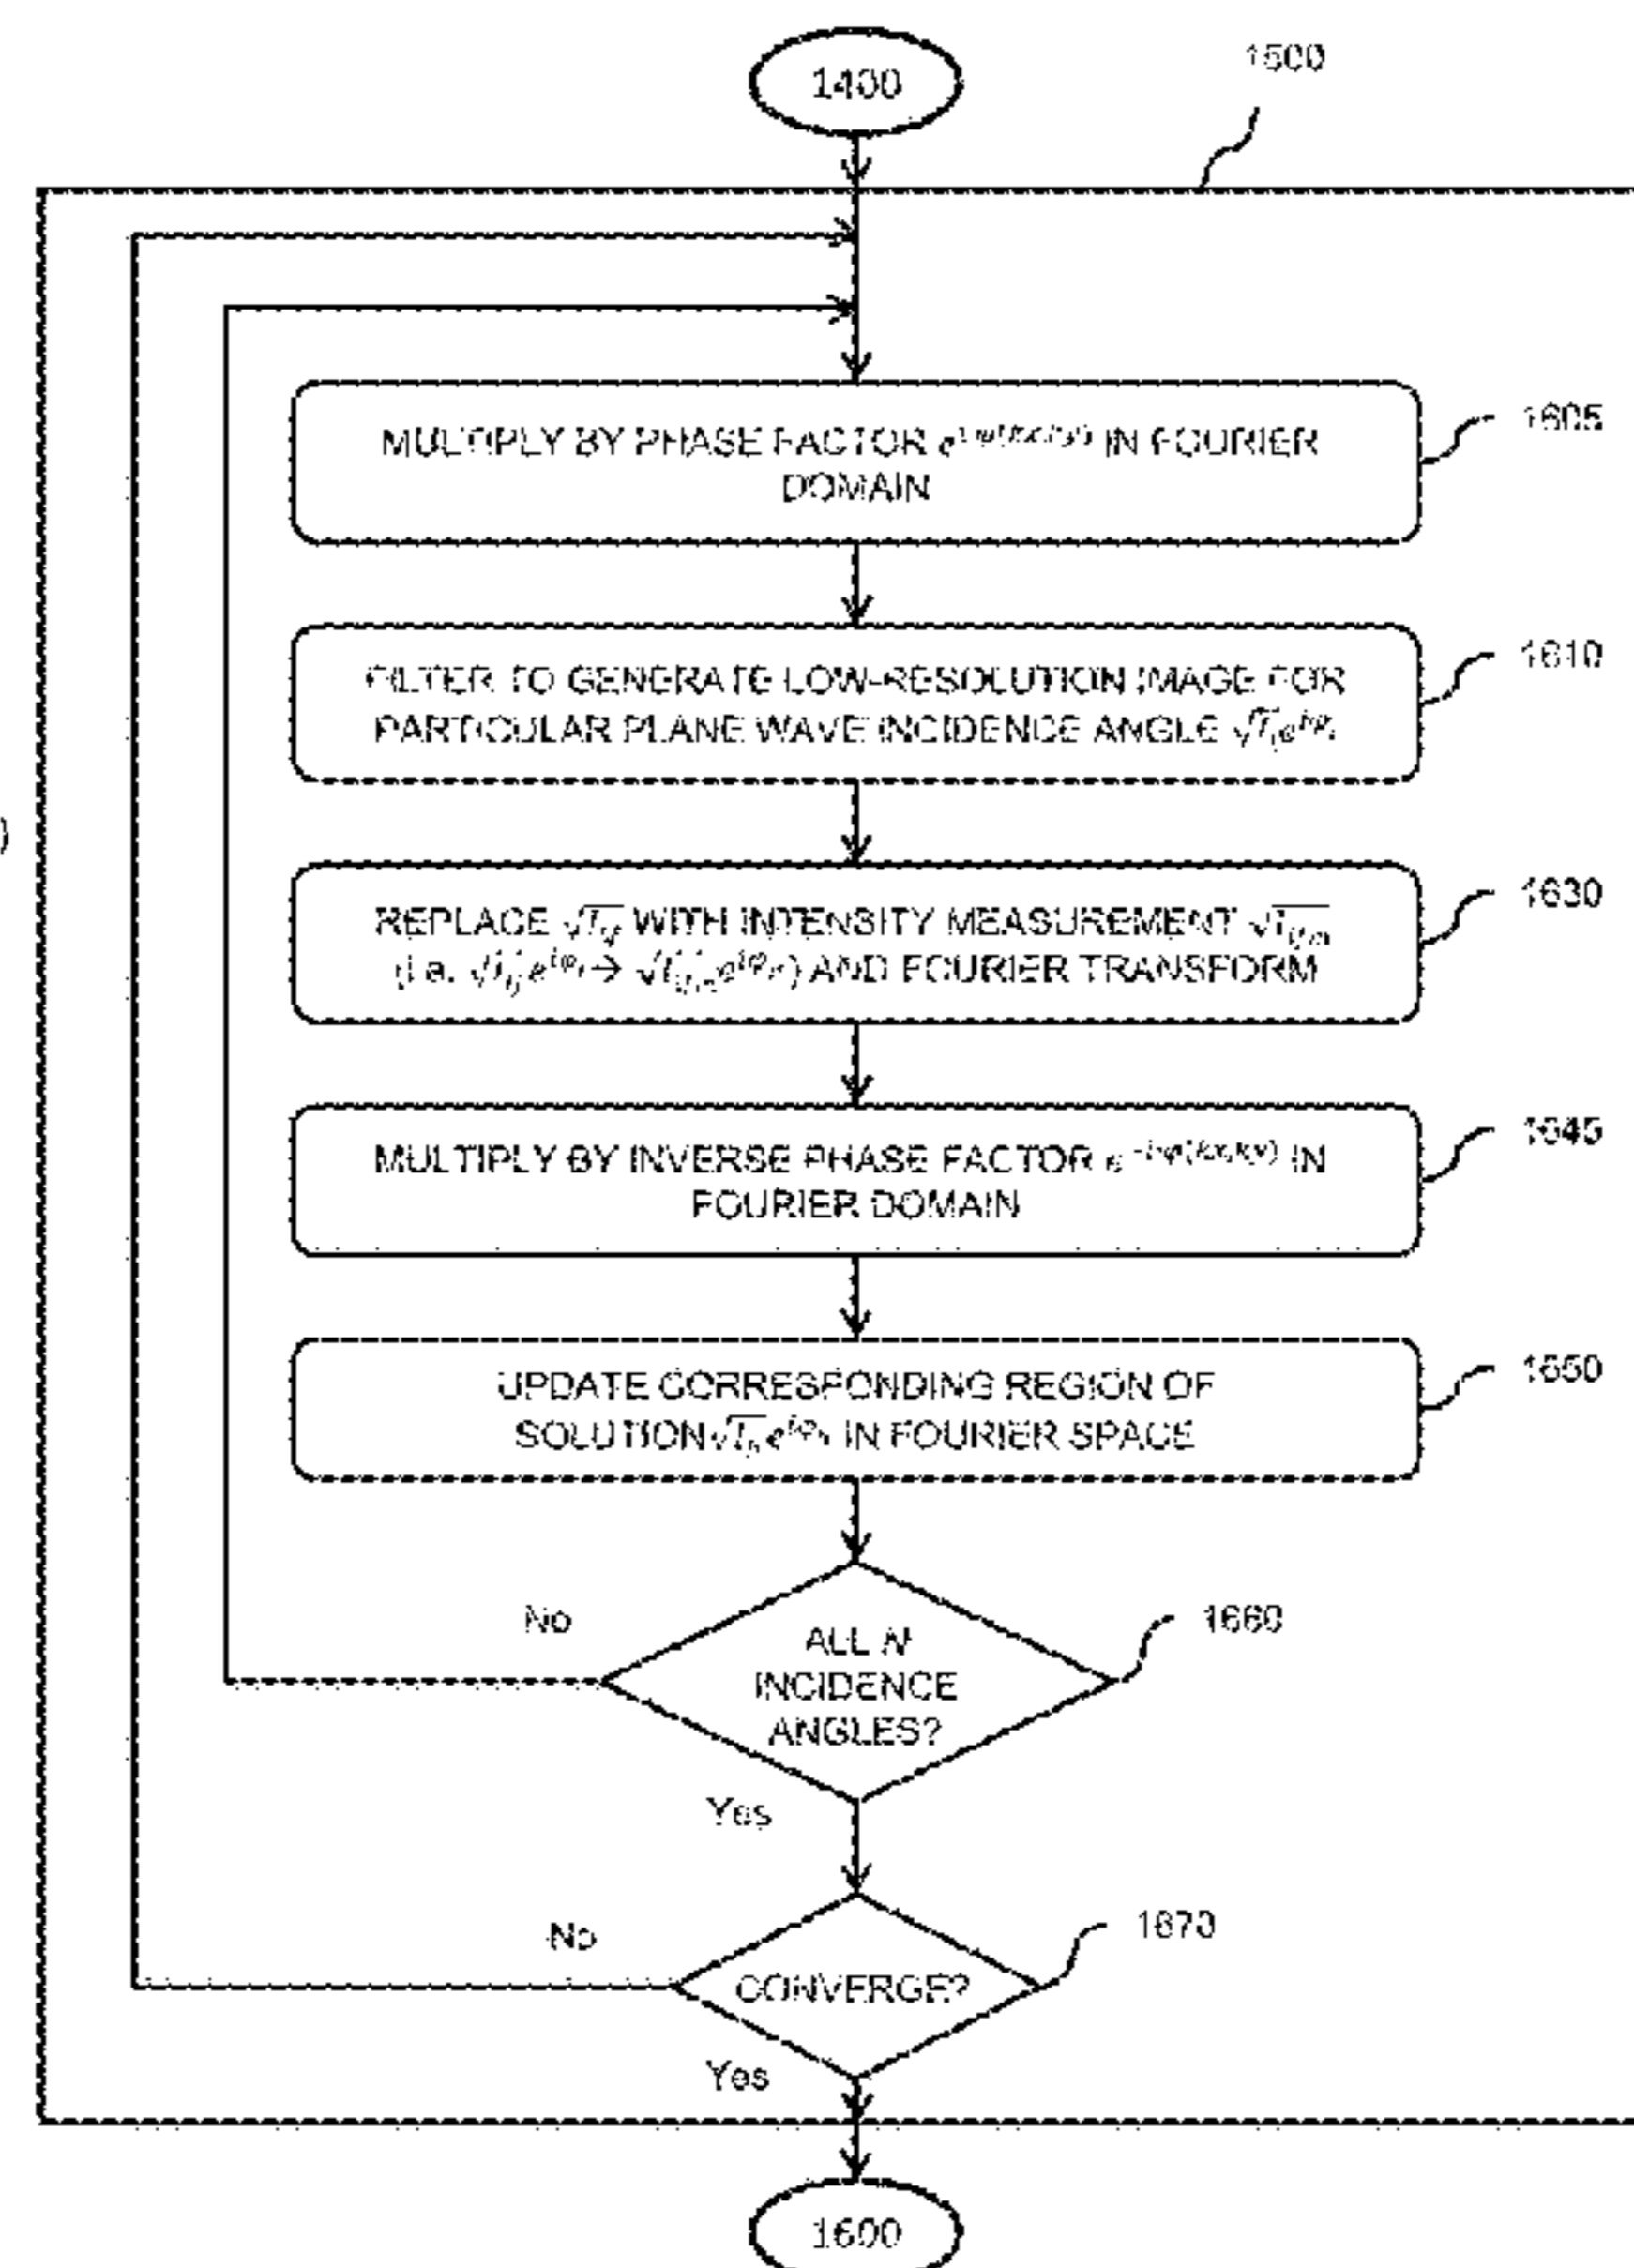 1400
1500
MULTIPLY BY PHASE FACTOR IN FOURIER
DOMAIN
1605
FILTER TO GENERATE LOW-RESOLUTION IMAGE FOR
PARTICULAR PLANE WAVE INCIDENCE ANGLE
1610
REPLACE WITH INTENSITY MEASUREMENT
AND FOURIER TRANSFORM
1630
MULTIPLY BY INVERSE PHASE FACTOR IN
FOURIER DOMAIN
1645
UPDATE CORRESPONDING REGION OF
SOLUTION IN FOURIER SPACE
1650
No
ALL N
INCIDENCE
ANGLES?
1660
Yes
No
CONVERGE?
1670
Yes
1600
)